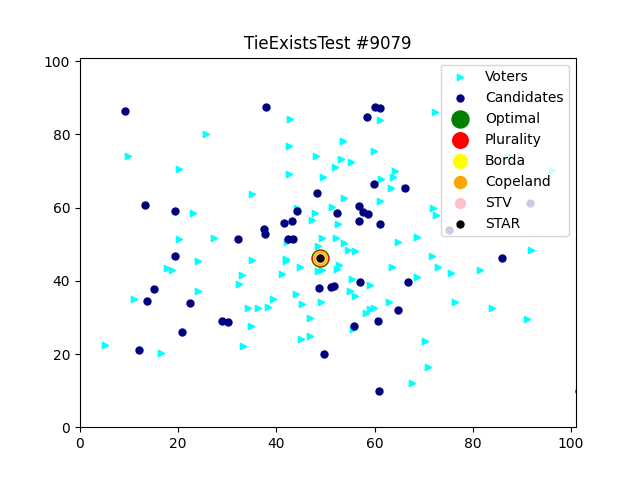 TieExistsTest #9079
100
80
60
40
20
0
0
20
40
60
80
100
Voters
Candidates
Optimal
Plurality
Borda
Copeland
STV
STAR